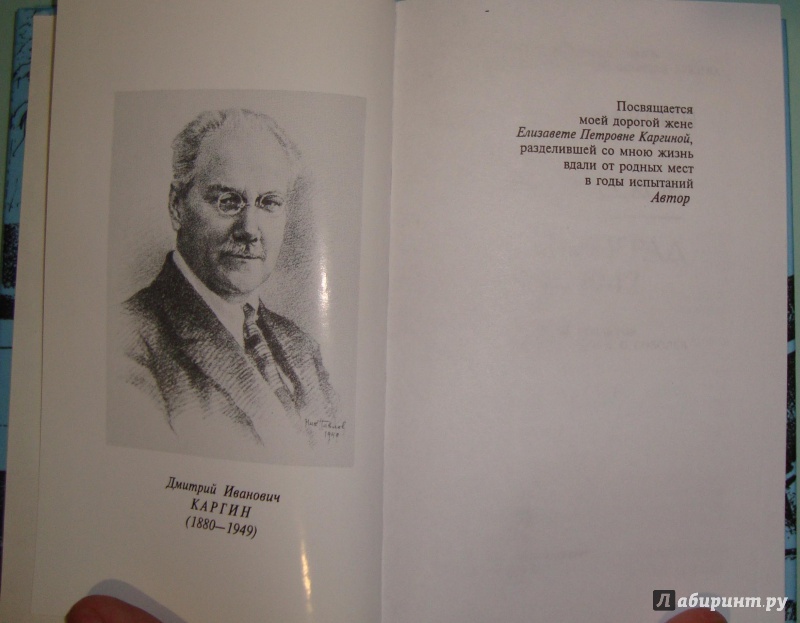 Дмитрий Иванович
КАРГИН
(1880—1949)
Посвящается
моей дорогой жене
Елизавете Петровне Каргиной,
разделившей со мною жизнь
вдали от родных мест
в годы испытаний
Автор
Лабиринт.ру